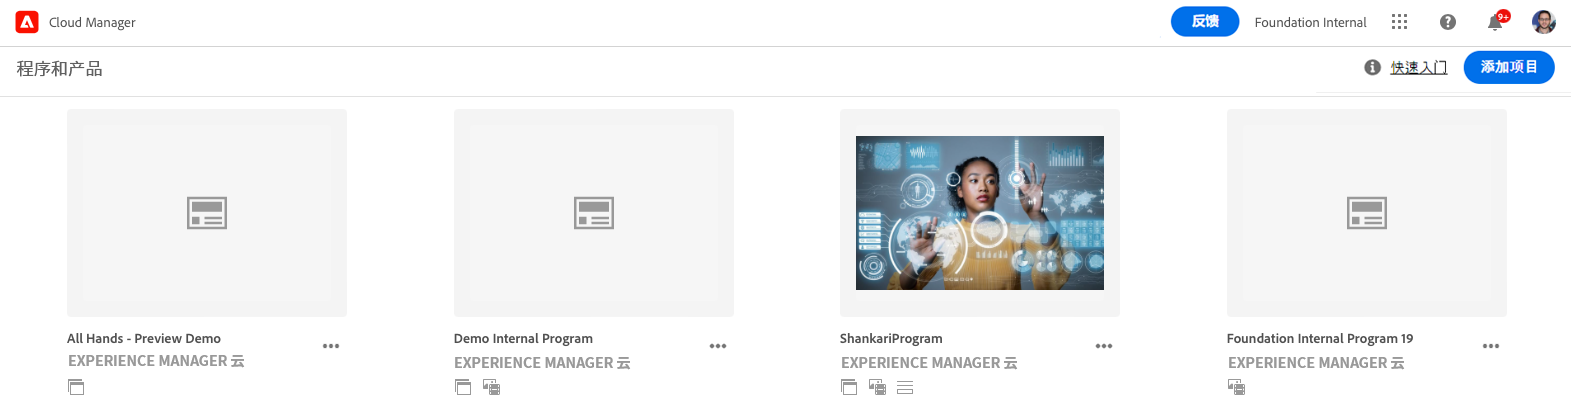 Cloud Manager
反馈
Foundation Internal
9+
程序和产品
快速入门
添加项目
All Hands - Preview Demo
EXPERIENCE MANAGER 云
Demo Internal Program
EXPERIENCE MANAGER 云
ShankariProgram
EXPERIENCE MANAGER 云
Foundation Internal Program 19
EXPERIENCE MANAGER 云